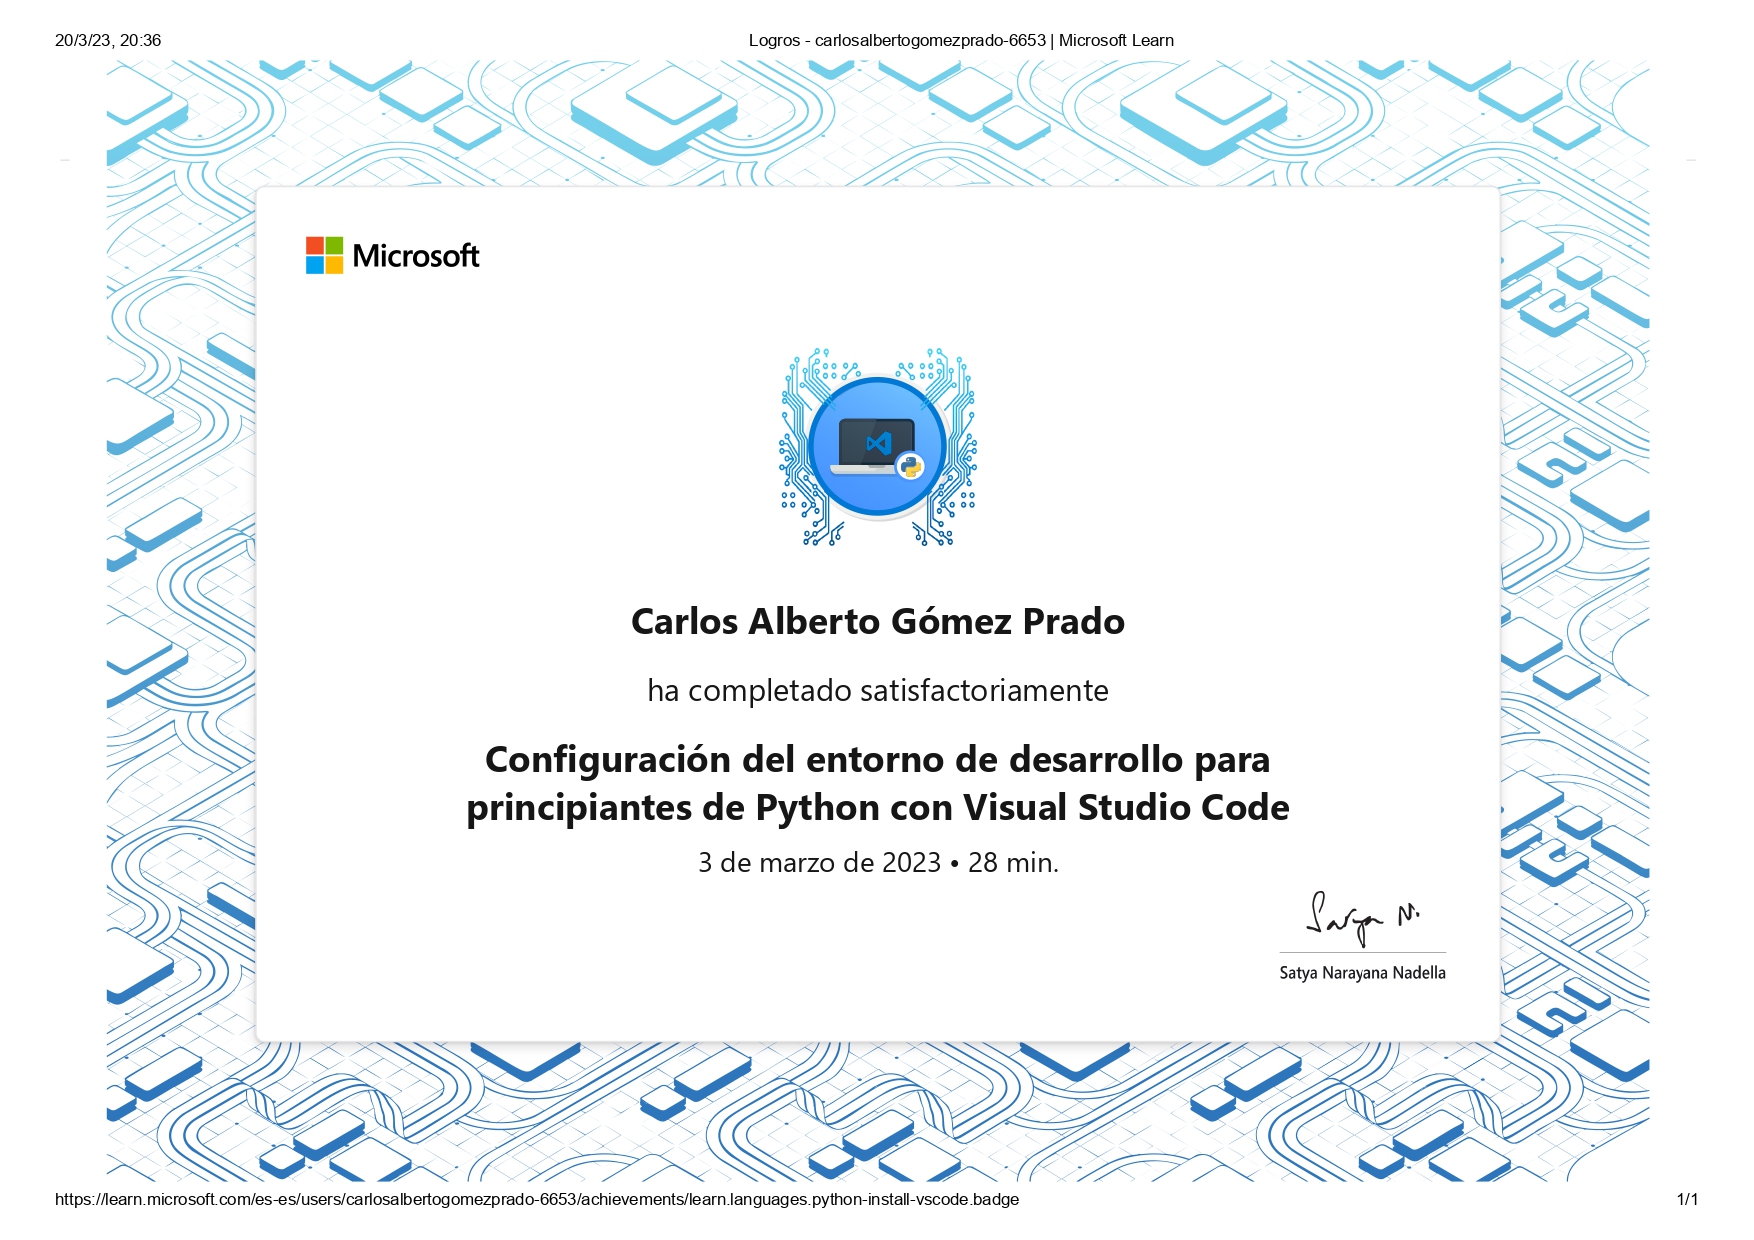 20/3/23, 20:36
Logros - carlosalbertogomezprado-6653 | Microsoft Learn
Microsoft
Carlos Alberto Gómez Prado
ha completado satisfactoriamente
Configuración del entorno de desarrollo para
principiantes de Python con Visual Studio Code
3 de marzo de 2023 • 28 min.
Satya N.
Satya Narayana Nadella
https://learn.microsoft.com/es-es/users/carlosalbertogomezprado-6653/achievements/learn.languages.python-install-vscode.badge
1/1